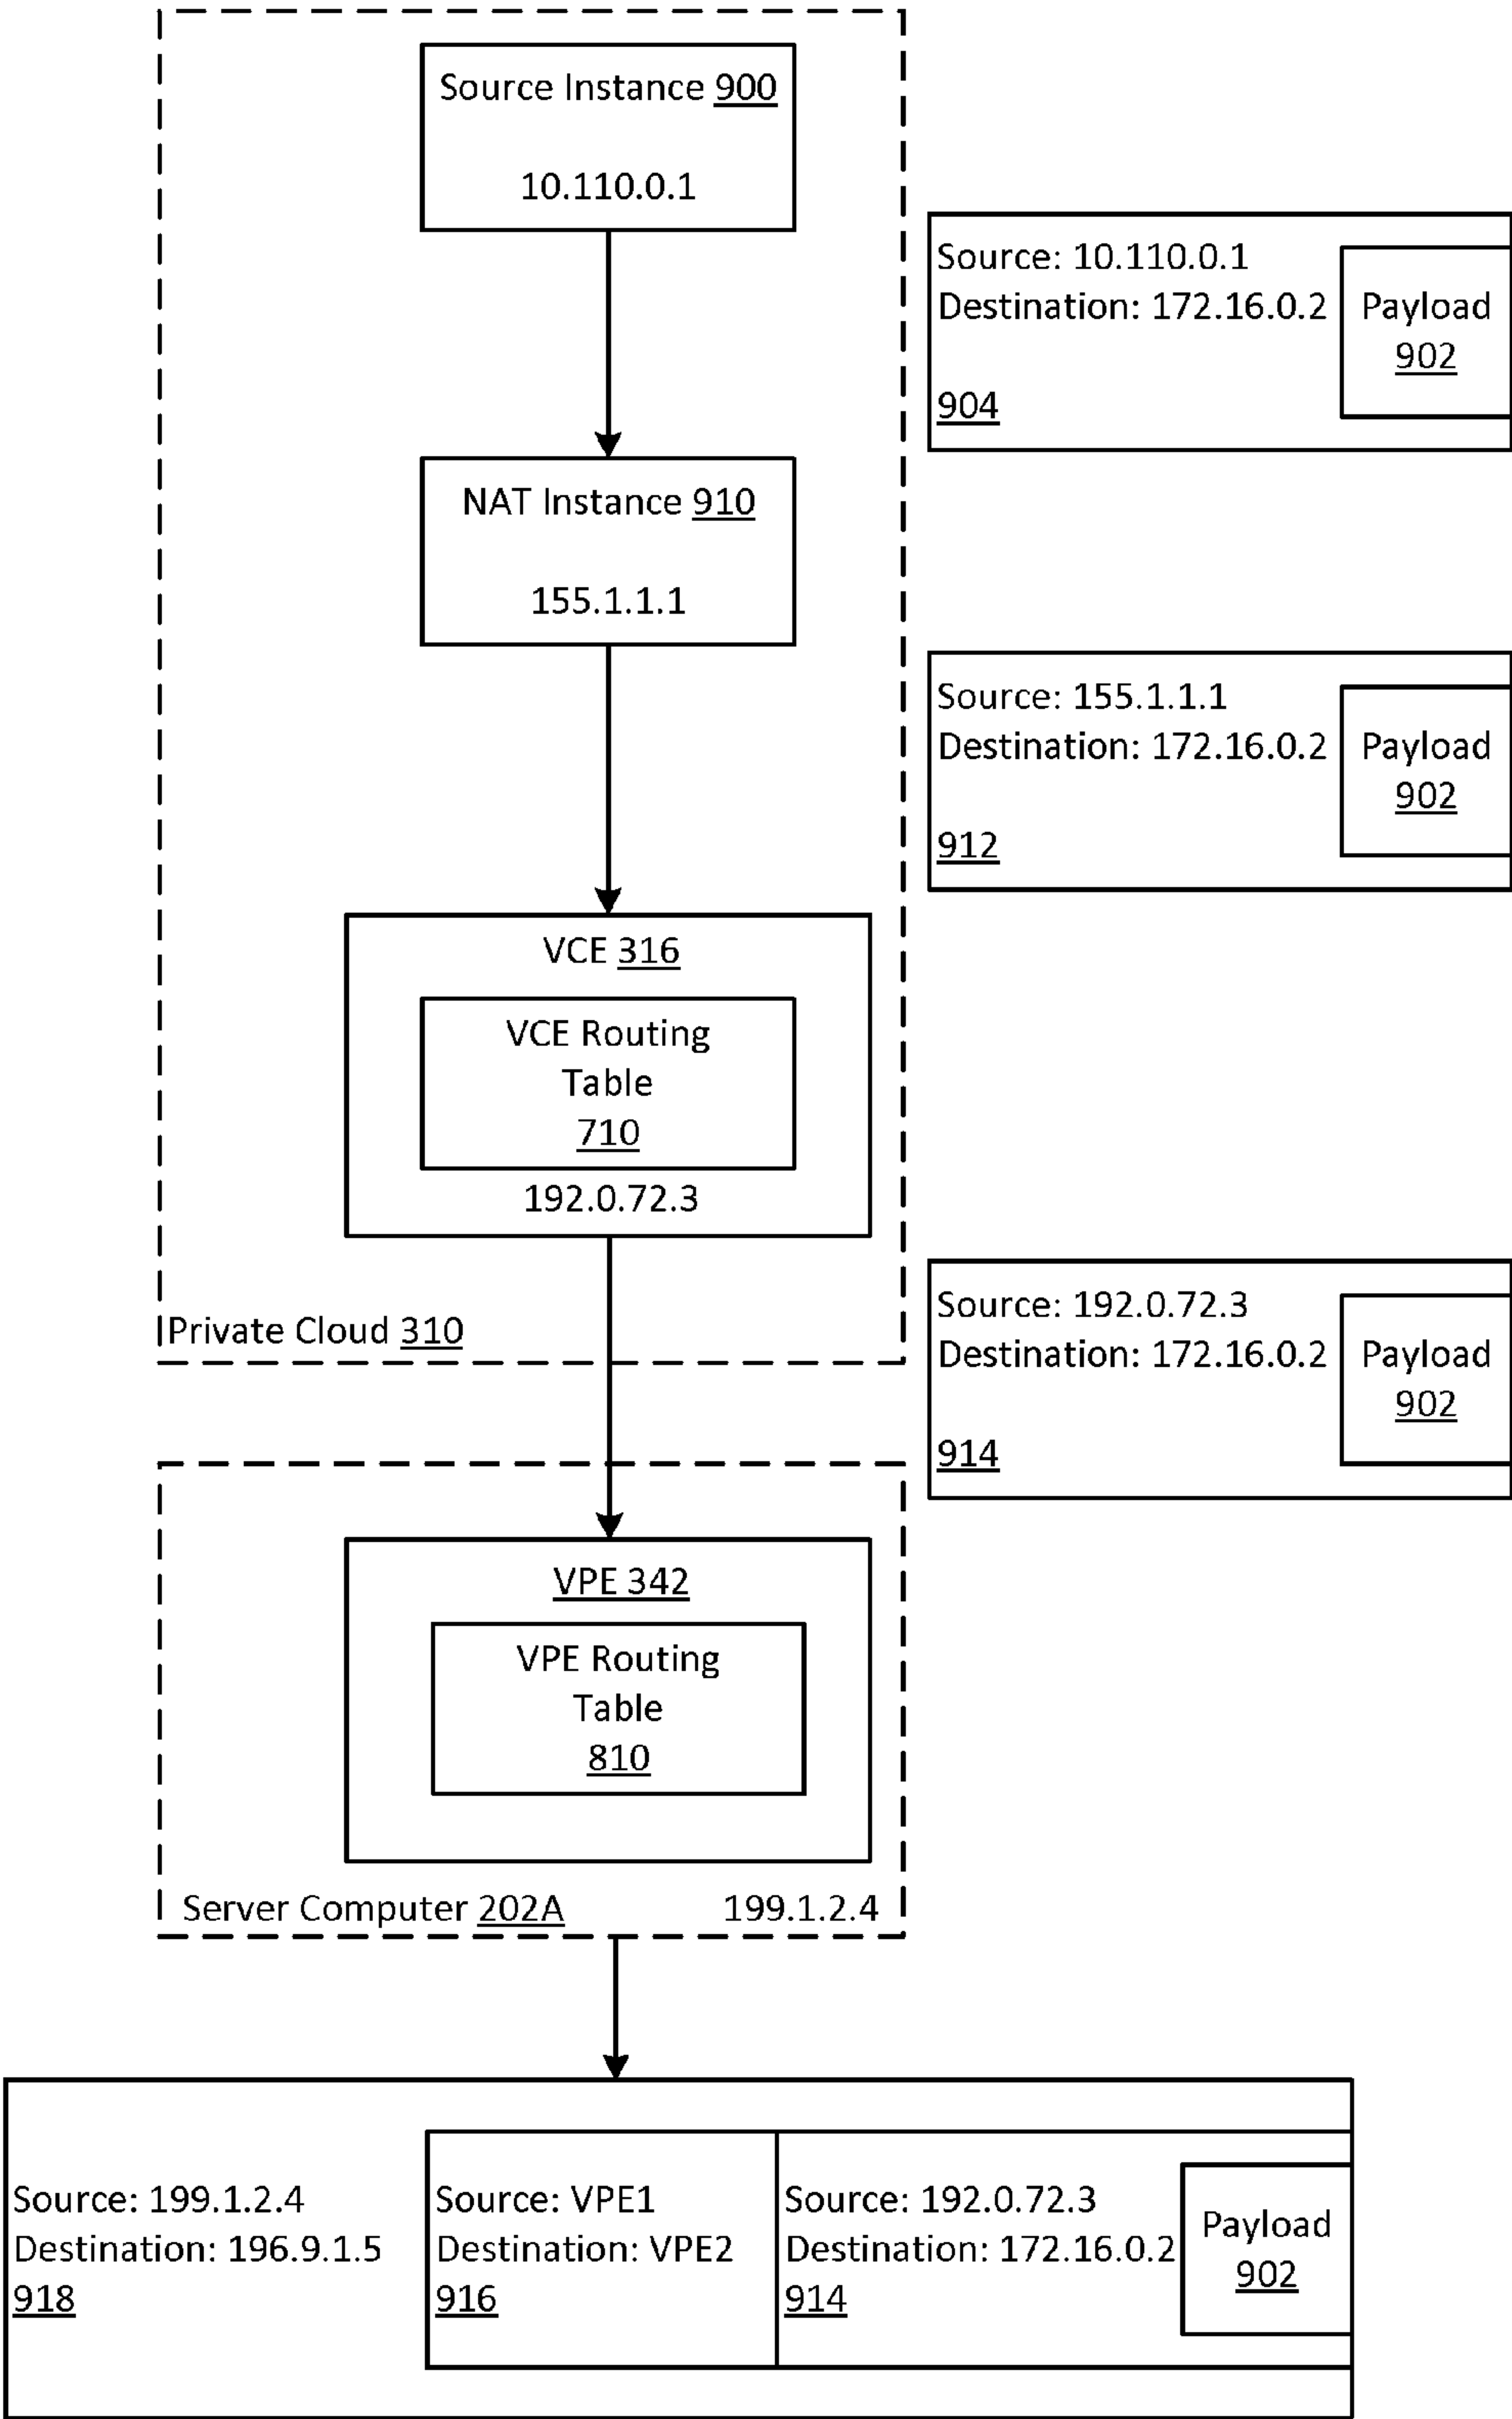 Source Instance 900
10.110.0.1
Source: 10.110.0.1
Destination: 172.16.0.2
904
Payload
902
NAT Instance 910
155.1.1.1
Source: 155.1.1.1
Destination: 172.16.0.2
912
Payload
902
VCE 316
VCE Routing
Table
710
192.0.72.3
Private Cloud 310
Source: 192.0.72.3
Destination: 172.16.0.2
914
Payload
902
VPE 342
VPE Routing
Table
810
Server Computer 202A
199.1.2.4
Source: 199.1.2.4
Destination: 196.9.1.5
918
Source: VPE1
Destination: VPE2
916
Source: 192.0.72.3
Destination: 172.16.0.2
914
Payload
902